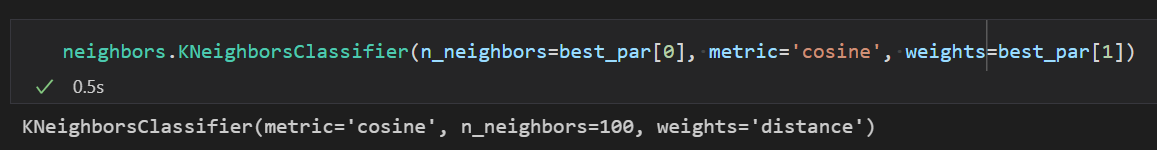 neighbors.KNeighborsClassifier(n_neighbors=best_par[0], metric='cosine', weights=best_par[1])
0.5s
KNeighborsClassifier(metric='cosine', n_neighbors=100, weights='distance')